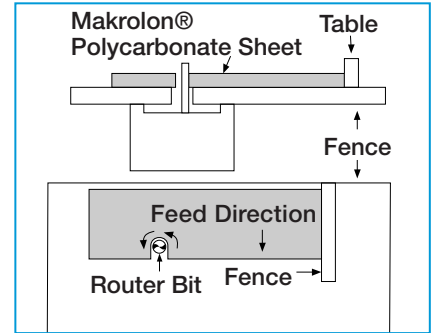 Makrolon®
Polycarbonate Sheet
Table
Fence
Feed Direction
Router Bit
Fence